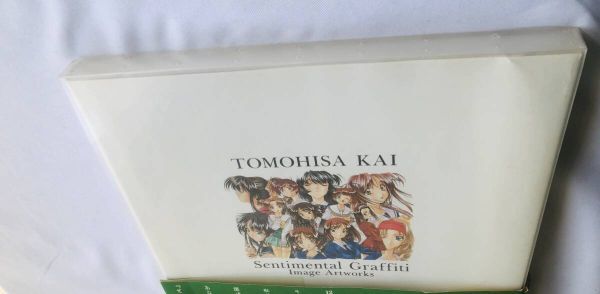 TOMOHISA KAI
Sentimental Graffiti
Image Artworks